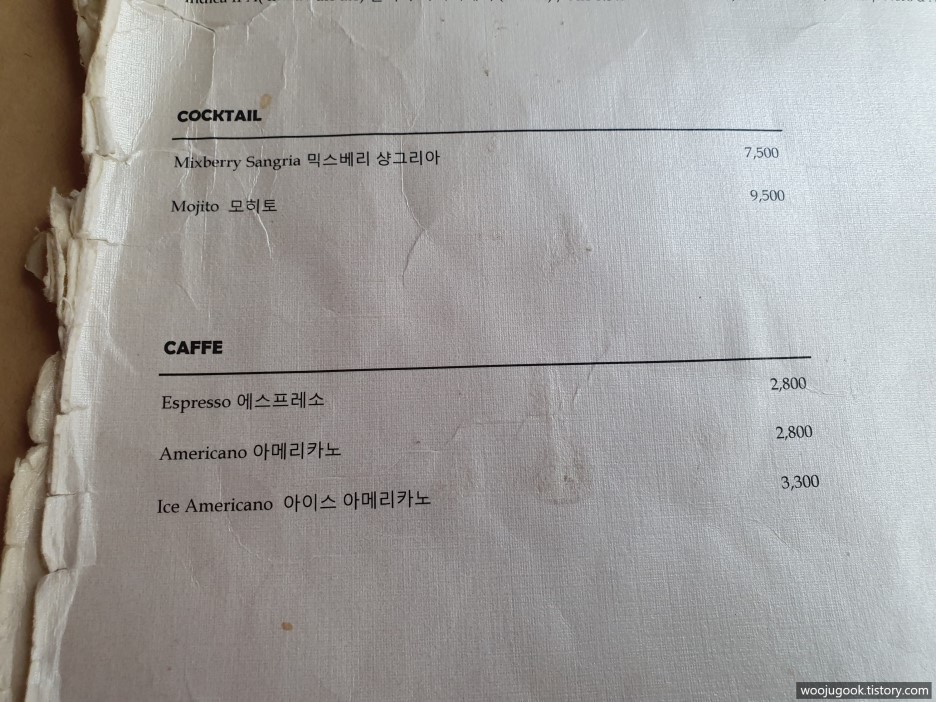 COCKTAIL
Mixberry Sangria 믹스베리 샹그리아 7,500
Mojito 모히토 9,500
CAFFE
Espresso 에스프레소 2,800
Americano 아메리카노 2,800
Ice Americano 아이스 아메리카노 3,300
woojugook.tistory.com